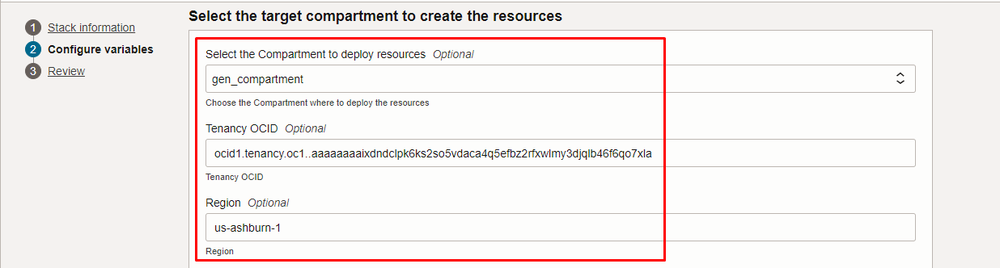 Select the target compartment to create the resources
1 Stack information
2 Configure variables
3 Review
Select the Compartment to deploy resources Optional
gen_compartment
Choose the Compartment where to deploy the resources
Tenancy OCID Optional
ocid1.tenancy.oc1..aaaaaaaaixdndclpk6ks2so5vdaca4q5efbz2rfxwlmy3djqlb46f6qo7xla
Tenancy OCID
Region Optional
us-ashburn-1
Region